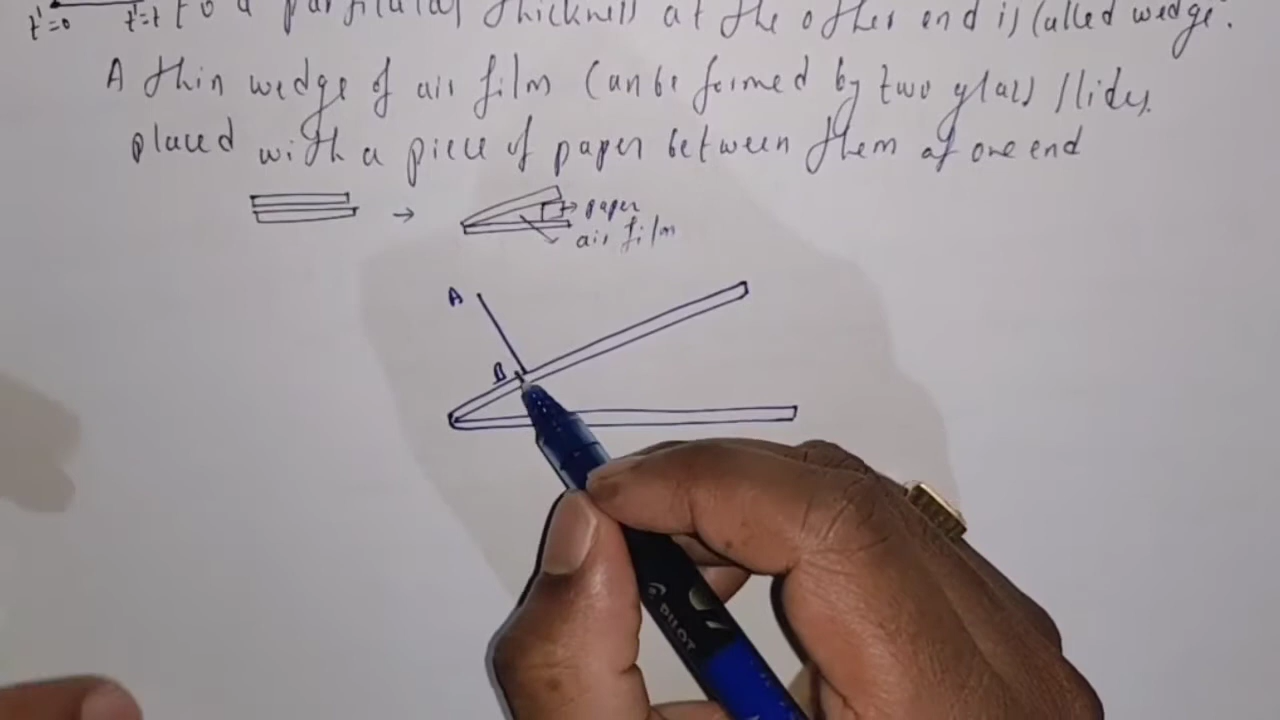 t'=0 t'=t to a particular thickness at the other end is called wedge.
A thin wedge of air film can be formed by two glass slides
placed with a piece of paper between them at one end
→ → paper
air film
A
B
PILOT